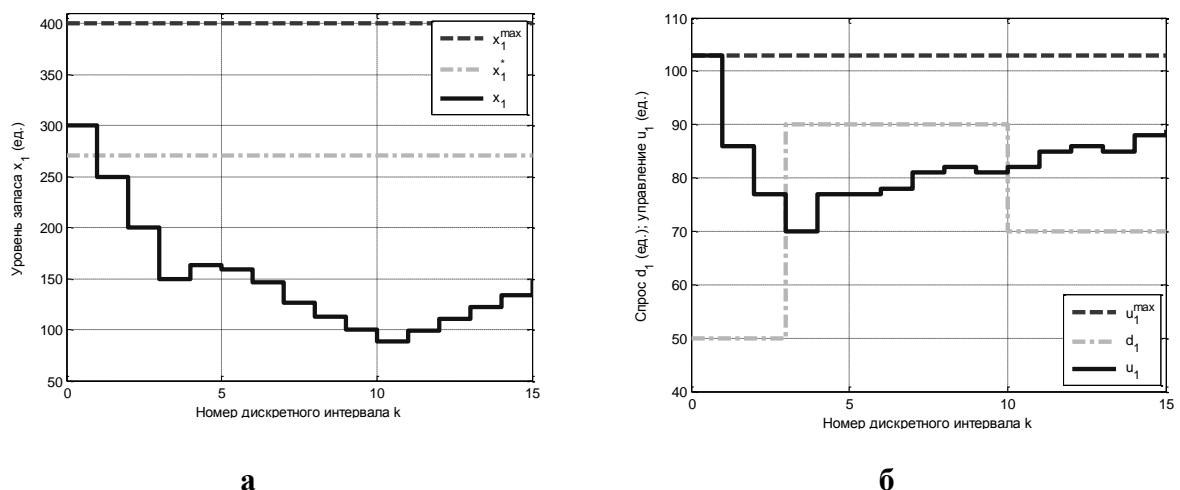 400
350
300
250
200
150
100
50
0
5
10
15
Уровень запаса x₁ (ед.)
Номер дискретного интервала k
x₁ᵐᵃˣ
x₁*
x₁
а
110
100
90
80
70
60
50
40
0
5
10
15
Спрос d₁ (ед.); управление u₁ (ед.)
Номер дискретного интервала k
u₁ᵐᵃˣ
d₁
u₁
б